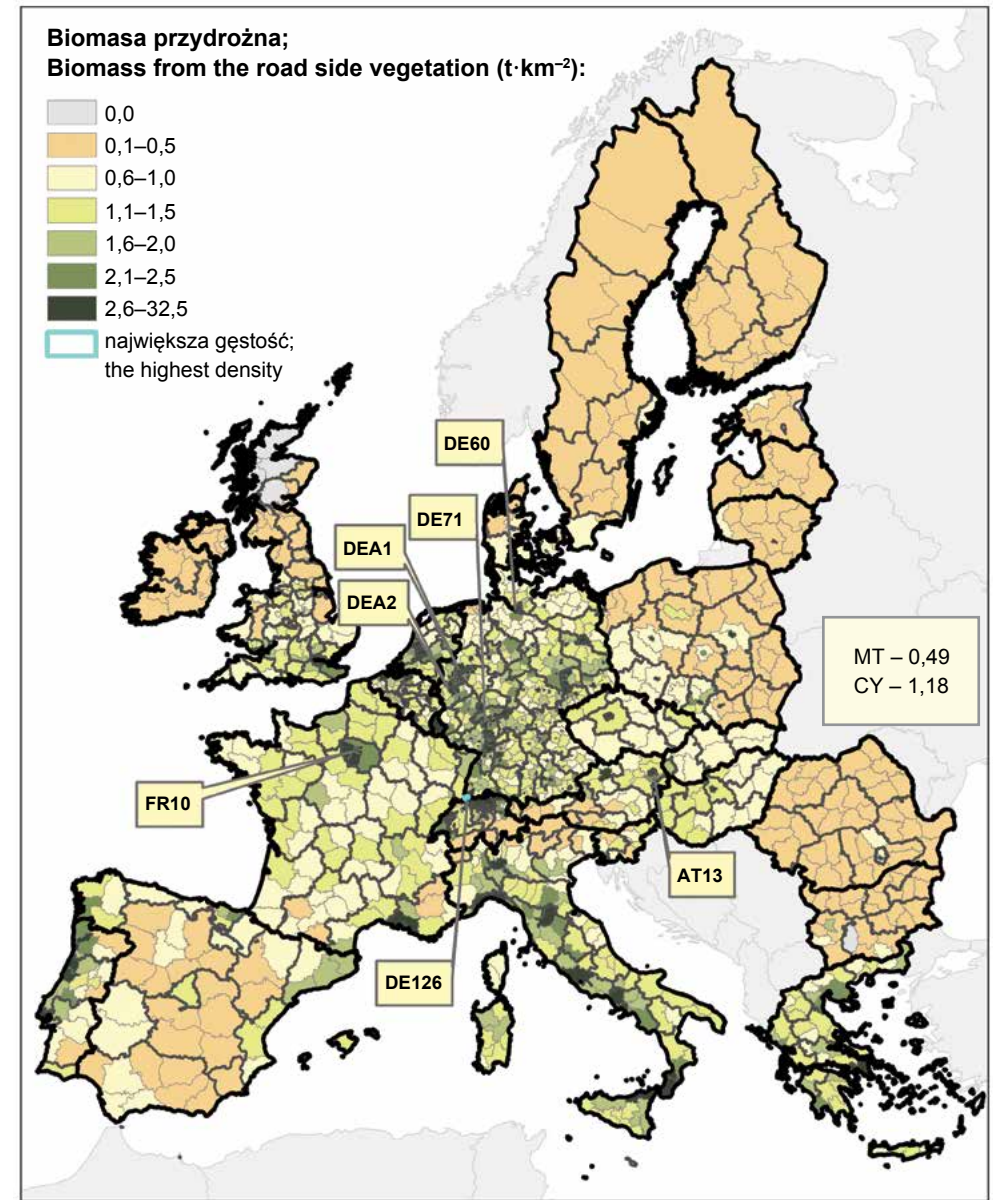 Biomasa przydrożna;
Biomass from the road side vegetation (t·km⁻²):
0,0
0,1–0,5
0,6–1,0
1,1–1,5
1,6–2,0
2,1–2,5
2,6–32,5
największa gęstość;
the highest density
DE60
DE71
DEA1
DEA2
MT – 0,49
CY – 1,18
FR10
AT13
DE126